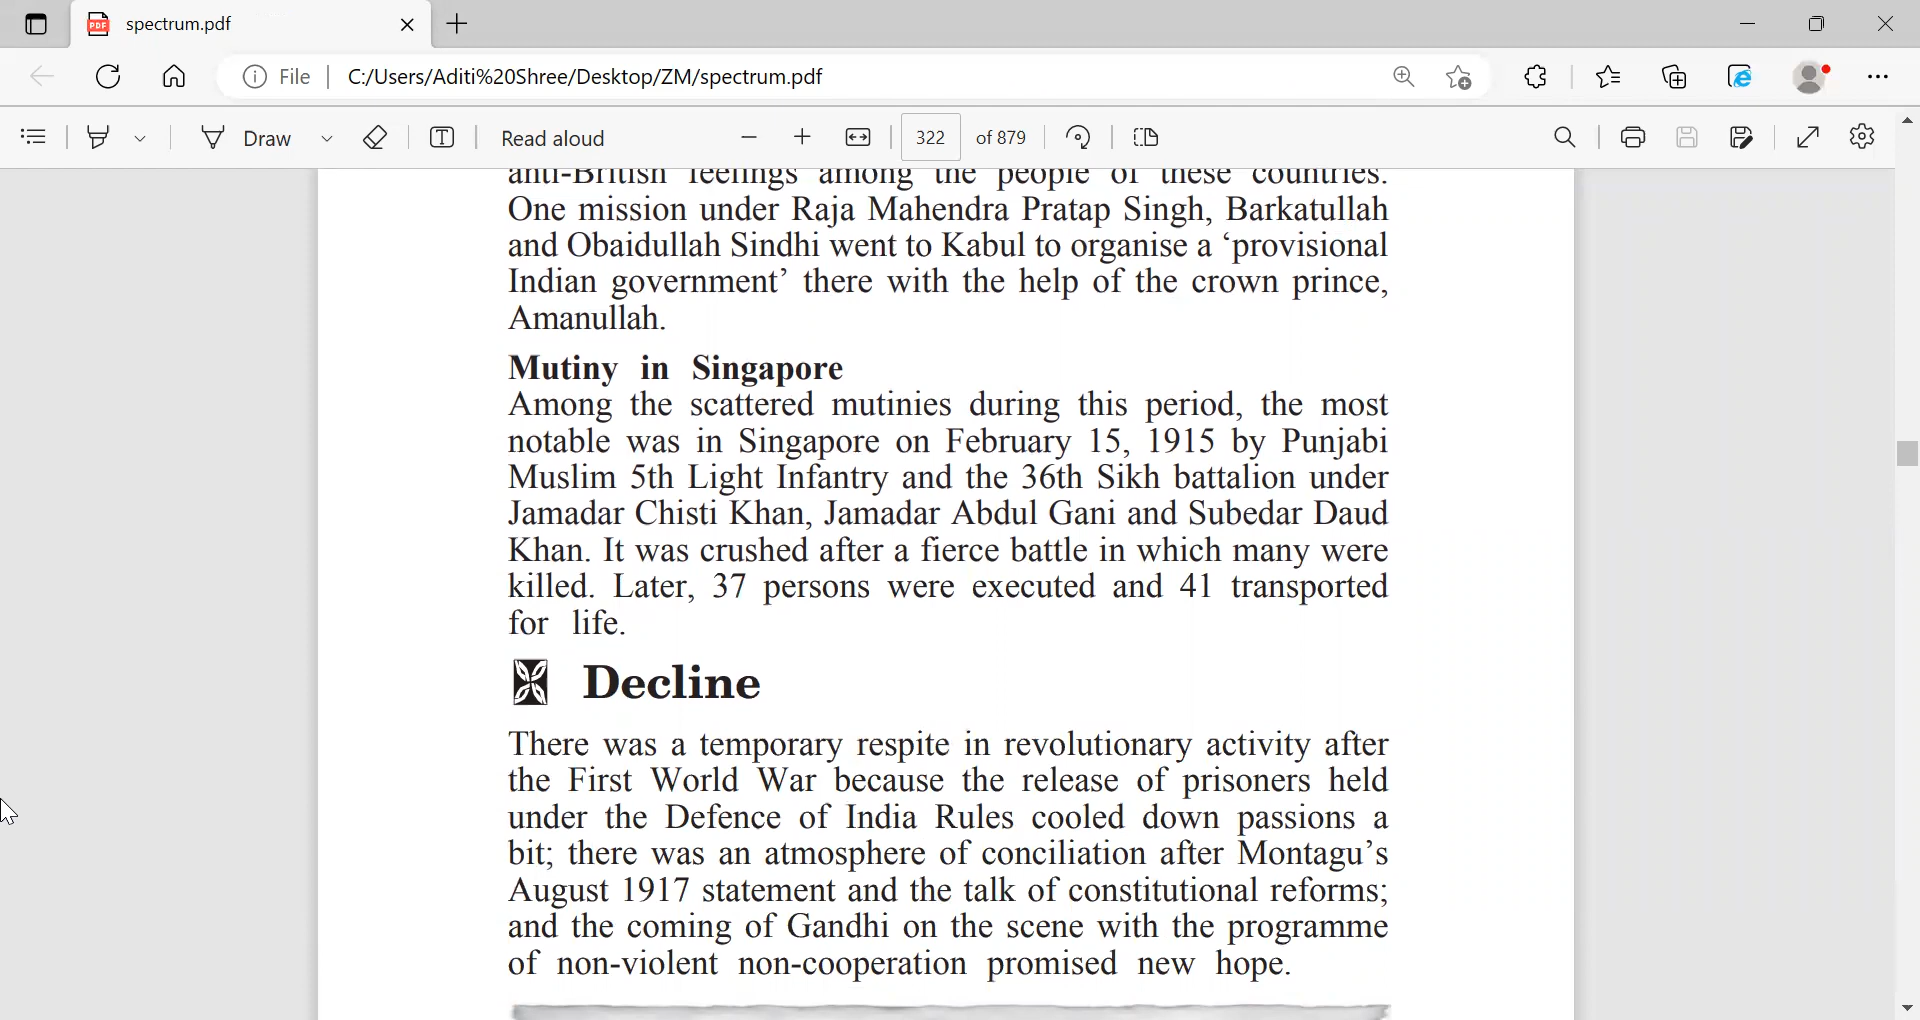 spectrum.pdf
File
C:/Users/Aditi%20Shree/Desktop/ZM/spectrum.pdf
Draw
Read aloud
322
of 879
anti-British feelings among the people of these countries.
One mission under Raja Mahendra Pratap Singh, Barkatullah
and Obaidullah Sindhi went to Kabul to organise a ‘provisional
Indian government’ there with the help of the crown prince,
Amanullah.
Mutiny in Singapore
Among the scattered mutinies during this period, the most
notable was in Singapore on February 15, 1915 by Punjabi
Muslim 5th Light Infantry and the 36th Sikh battalion under
Jamadar Chisti Khan, Jamadar Abdul Gani and Subedar Daud
Khan. It was crushed after a fierce battle in which many were
killed. Later, 37 persons were executed and 41 transported
for life.
Decline
There was a temporary respite in revolutionary activity after
the First World War because the release of prisoners held
under the Defence of India Rules cooled down passions a
bit; there was an atmosphere of conciliation after Montagu’s
August 1917 statement and the talk of constitutional reforms;
and the coming of Gandhi on the scene with the programme
of non-violent non-cooperation promised new hope.